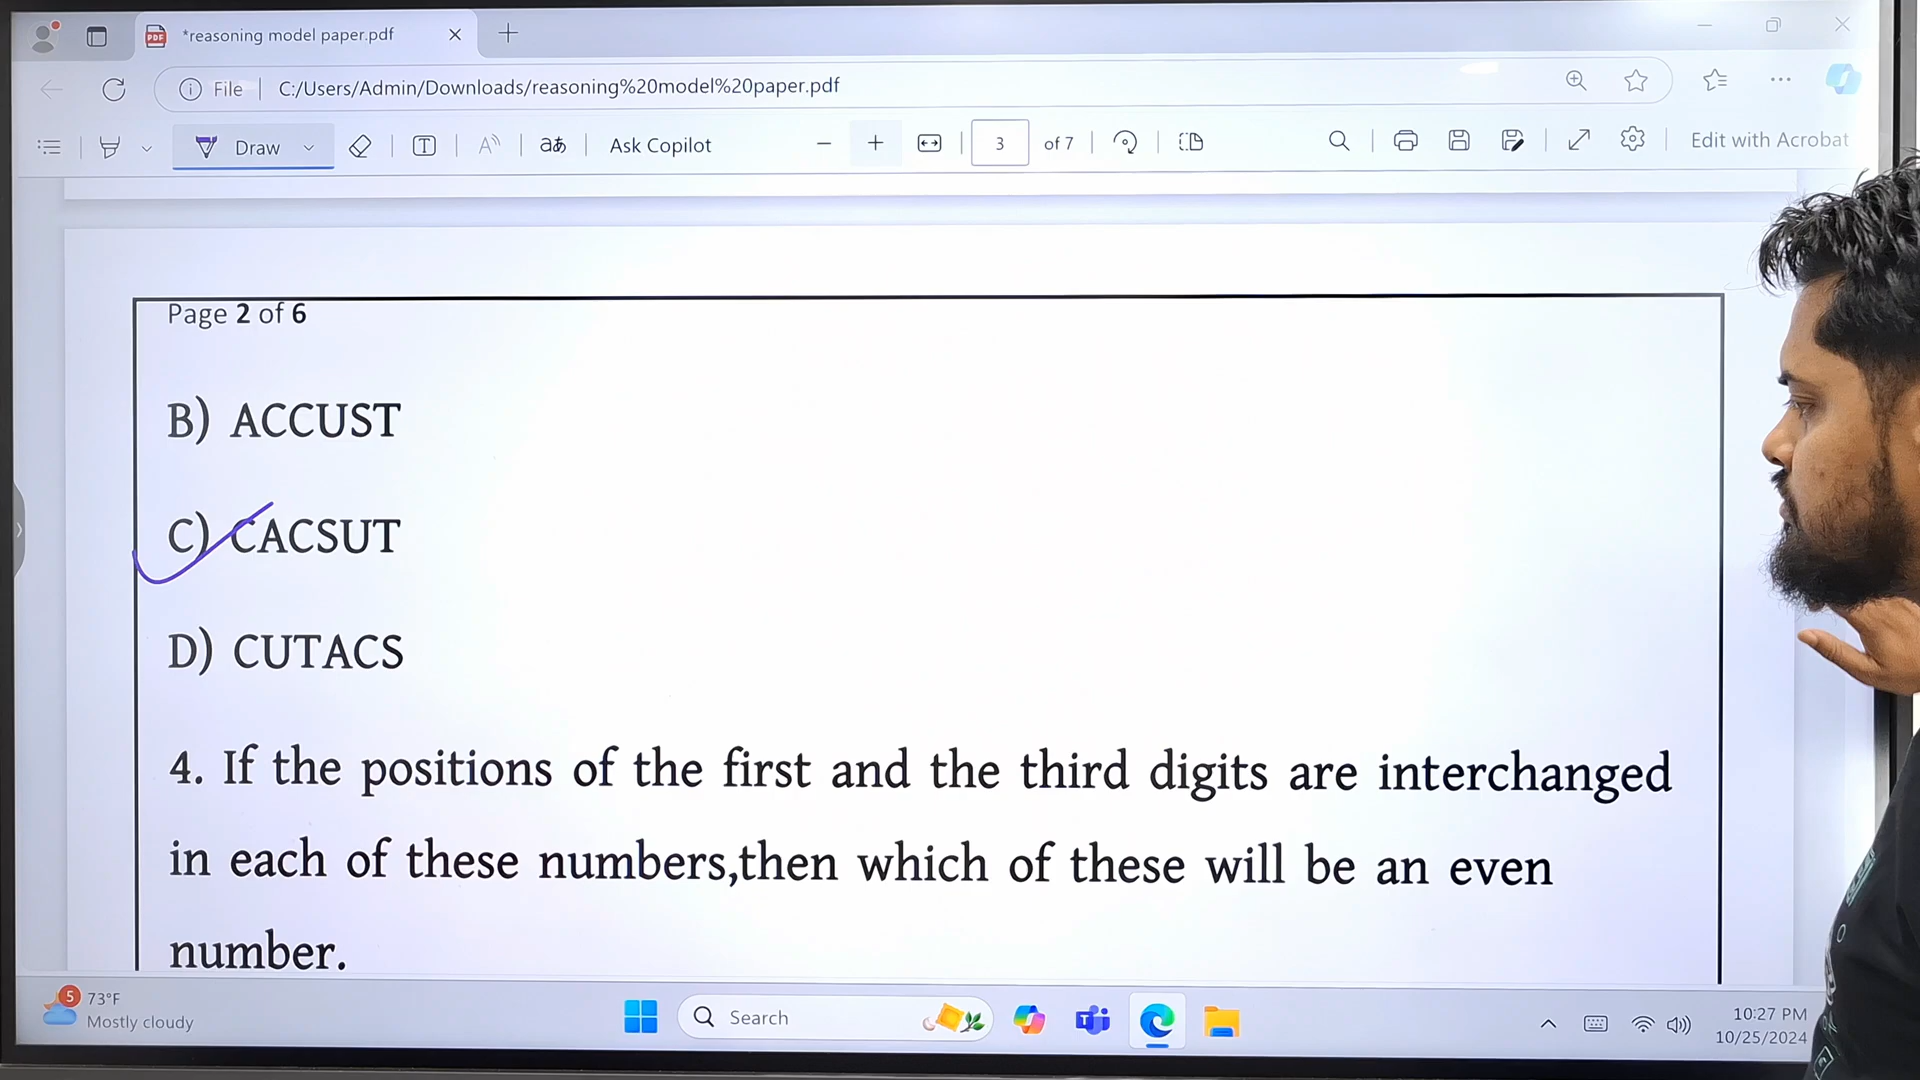 *reasoning model paper.pdf
File
C:/Users/Admin/Downloads/reasoning%20model%20paper.pdf
Draw
Ask Copilot
3 of 7
Edit with Acrobat
Page 2 of 6
B) ACCUST
C) CACSUT
D) CUTACS
4. If the positions of the first and the third digits are interchanged
in each of these numbers,then which of these will be an even
number.
5
73°F
Mostly cloudy
Search
10:27 PM
10/25/2024